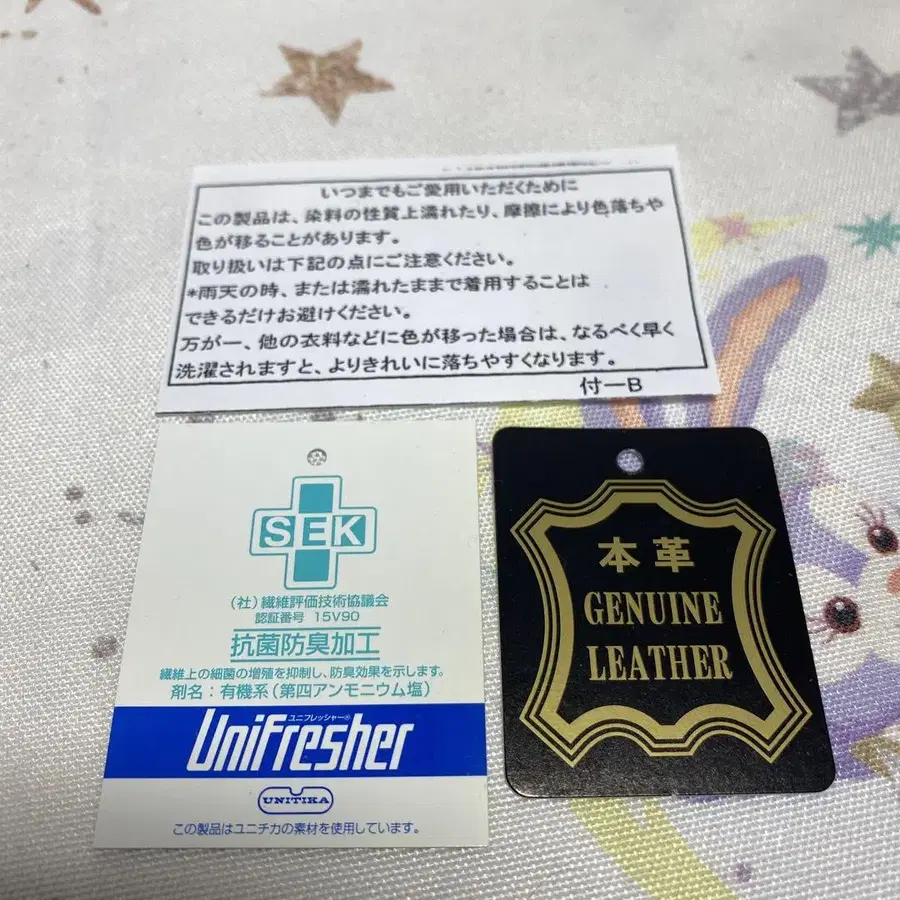 いつまでもご愛用いただくために
この製品は、染料の性質上濡れたり、摩擦により色落ちや
色が移ることがあります。
取り扱いは下記の点にご注意ください。
*雨天の時、または濡れたままで着用することは
できるだけお避けください。
万が一、他の衣料などに色が移った場合は、なるべく早く
洗濯されますと、よりきれいに落ちやすくなります。
付ーB
SEK
(社)繊維評価技術協議会
認証番号 15V90
抗菌防臭加工
繊維上の細菌の増殖を抑制し、防臭効果を示します。
剤名:有機系(第四アンモニウム塩)
ユニフレッシャー®
UniFresher
UNITIKA
この製品はユニチカの素材を使用しています。
本革
GENUINE
LEATHER